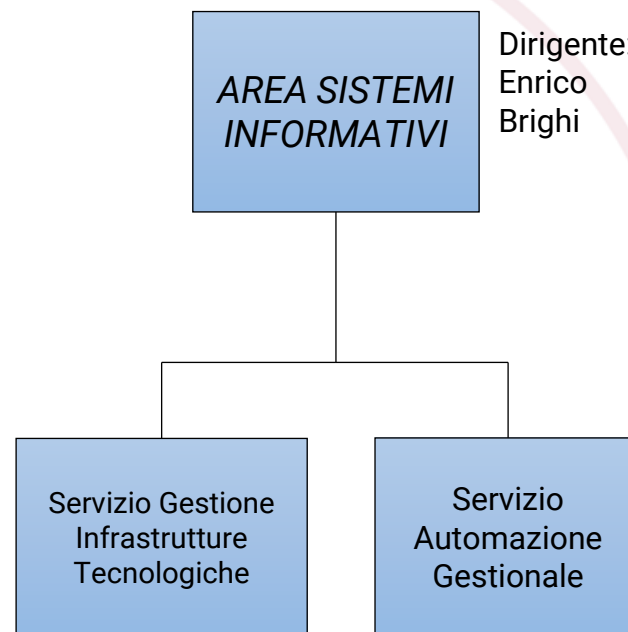 AREA SISTEMI
INFORMATIVI
Dirigente:
Enrico
Brighi
Servizio Gestione
Infrastrutture
Tecnologiche
Servizio
Automazione
Gestionale